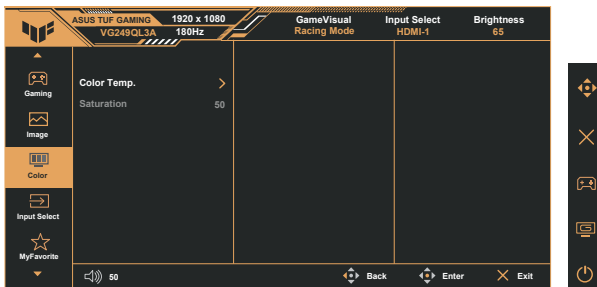 ASUS TUF GAMING 1920 x 1080 GameVisual Input Select Brightness
VG249QL3A 180Hz Racing Mode HDMI-1 65
Gaming
Color Temp.
Saturation 50
Image
Color
Input Select
MyFavorite
50 Back Enter Exit